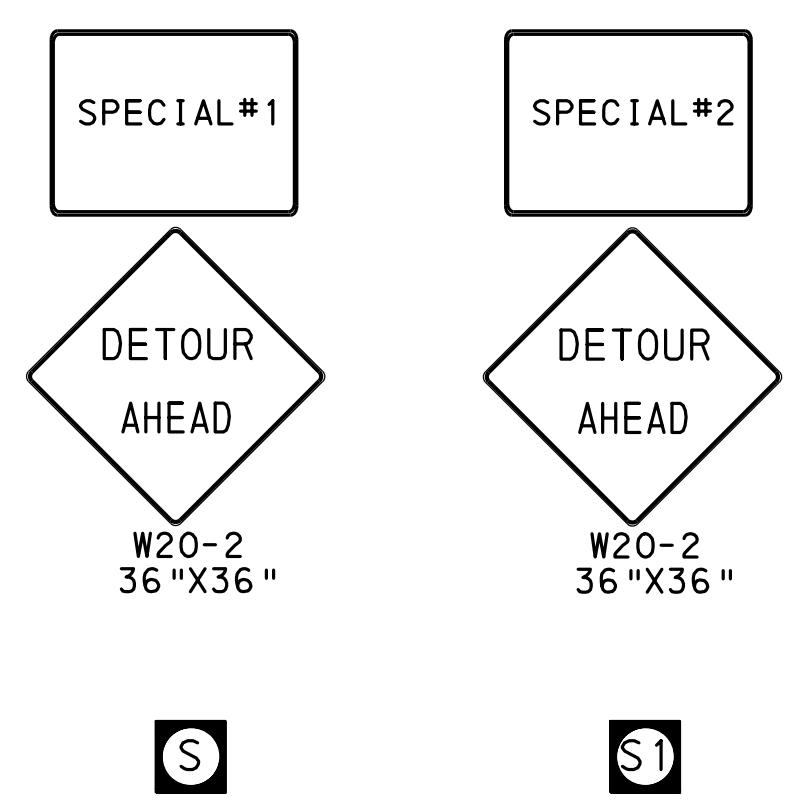 SPECIAL#1
DETOUR
AHEAD
W20-2
36"X36"
S
SPECIAL#2
DETOUR
AHEAD
W20-2
36"X36"
S1